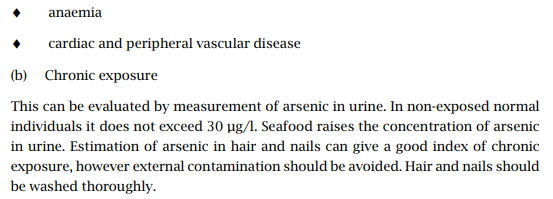 ♦ anaemia
♦ cardiac and peripheral vascular disease
(b) Chronic exposure
This can be evaluated by measurement of arsenic in urine. In non-exposed normal
individuals it does not exceed 30 µg/l. Seafood raises the concentration of arsenic
in urine. Estimation of arsenic in hair and nails can give a good index of chronic
exposure, however external contamination should be avoided. Hair and nails should
be washed thoroughly.